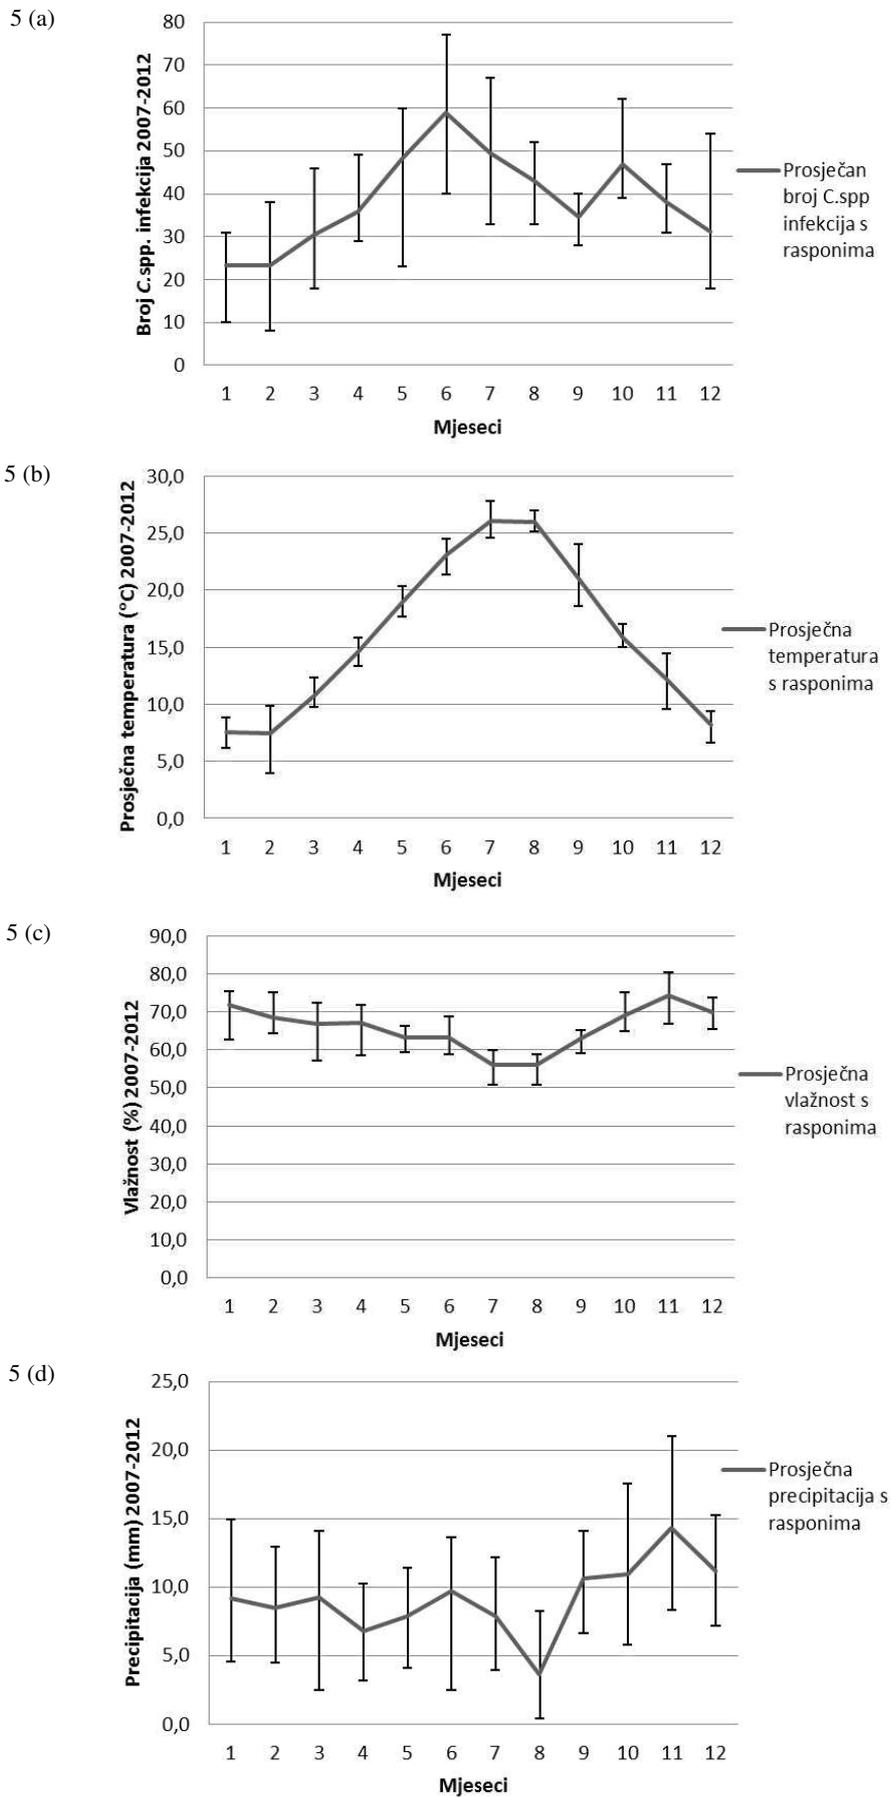 5 (a)
Broj C.spp. infekcija 2007-2012
80
70
60
50
40
30
20
10
0
1 2 3 4 5 6 7 8 9 10 11 12
Mjeseci
Prosječan
broj C.spp
infekcija s
rasponima
5 (b)
Prosječna temperatura (°C) 2007-2012
30,0
25,0
20,0
15,0
10,0
5,0
0,0
1 2 3 4 5 6 7 8 9 10 11 12
Mjeseci
Prosječna
temperatura
s rasponima
5 (c)
Vlažnost (%) 2007-2012
90,0
80,0
70,0
60,0
50,0
40,0
30,0
20,0
10,0
0,0
1 2 3 4 5 6 7 8 9 10 11 12
Mjeseci
Prosječna
vlažnost s
rasponima
5 (d)
Precipitacija (mm) 2007-2012
25,0
20,0
15,0
10,0
5,0
0,0
1 2 3 4 5 6 7 8 9 10 11 12
Mjeseci
Prosječna
precipitacija s
rasponima